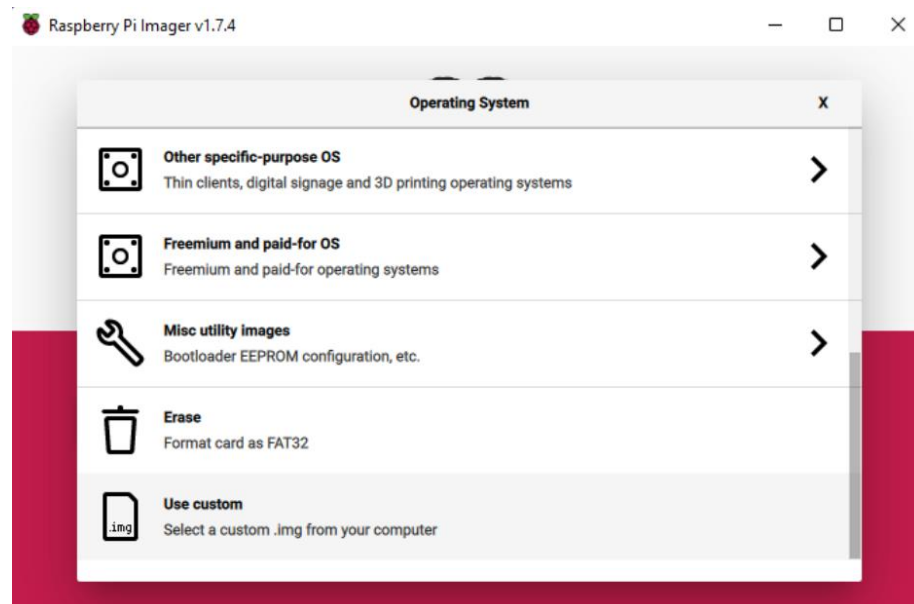 Raspberry Pi Imager v1.7.4
Operating System
X
Other specific-purpose OS
Thin clients, digital signage and 3D printing operating systems
Freemium and paid-for OS
Freemium and paid-for operating systems
Misc utility images
Bootloader EEPROM configuration, etc.
Erase
Format card as FAT32
.img
Use custom
Select a custom .img from your computer